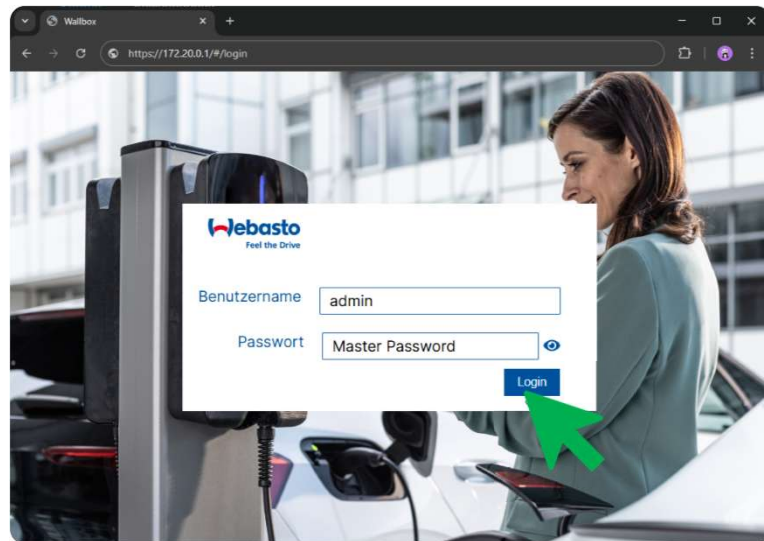 Wallbox
https://172.20.0.1/#/login
Webasto
Feel the Drive
Benutzername
admin
Passwort
Master Password
Login